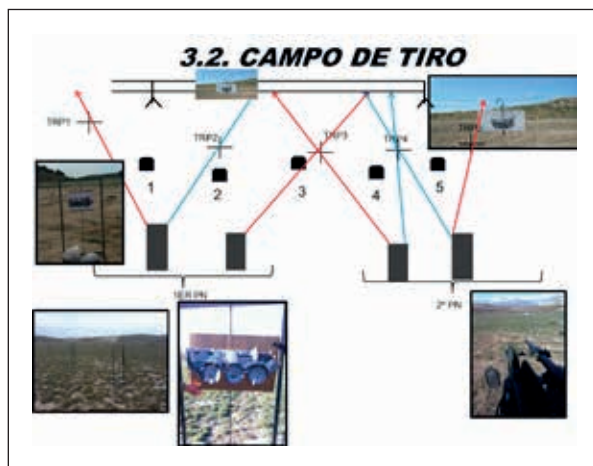 3.2. CAMPO DE TIRO
TRP1
TRP2
TRP3
TRP4
1
2
3
4
5
1ER PN
2º PN